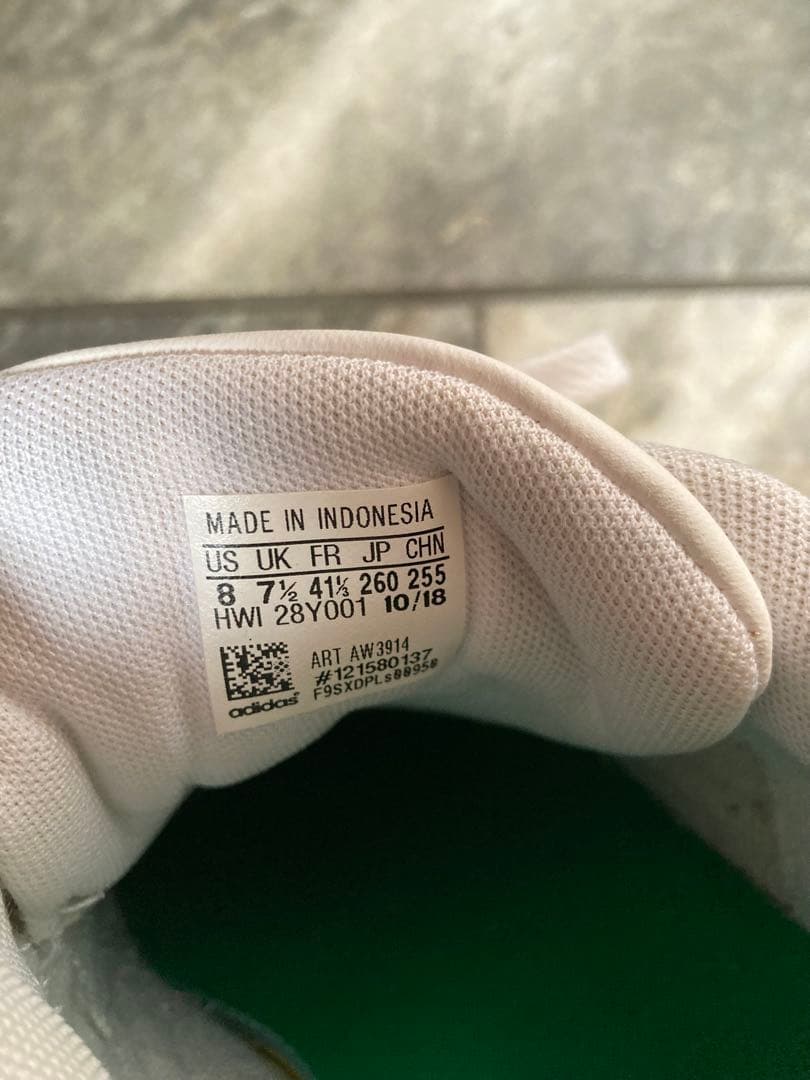 MADE IN INDONESIA
US UK FR JP CHN
8 7½ 41⅓ 260 255
HWI 28Y001 10/18
ART AW3914
#121580137
F9SXDPLs00950
adidas